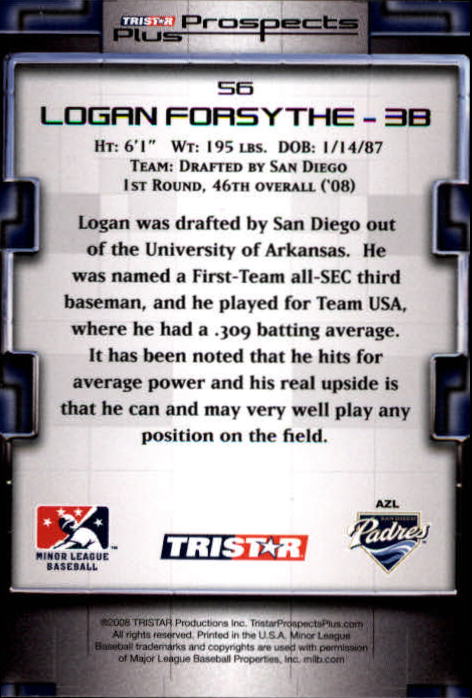 TRISTAR Prospects
Plus
56
LOGAN FORSYTHE - 3B
HT: 6'1" WT: 195 LBS. DOB: 1/14/87
TEAM: DRAFTED BY SAN DIEGO
1ST ROUND, 46TH OVERALL ('08)
Logan was drafted by San Diego out
of the University of Arkansas. He
was named a First-Team all-SEC third
baseman, and he played for Team USA,
where he had a .309 batting average.
It has been noted that he hits for
average power and his real upside is
that he can and may very well play any
position on the field.
AZL
SAN DIEGO
Padres
MINOR LEAGUE
BASEBALL
TRISTAR
©2008 TRISTAR Productions Inc. TristarProspectsPlus.com
All rights reserved. Printed in the U.S.A. Minor League
Baseball trademarks and copyrights are used with permission
of Major League Baseball Properties, Inc. milb.com